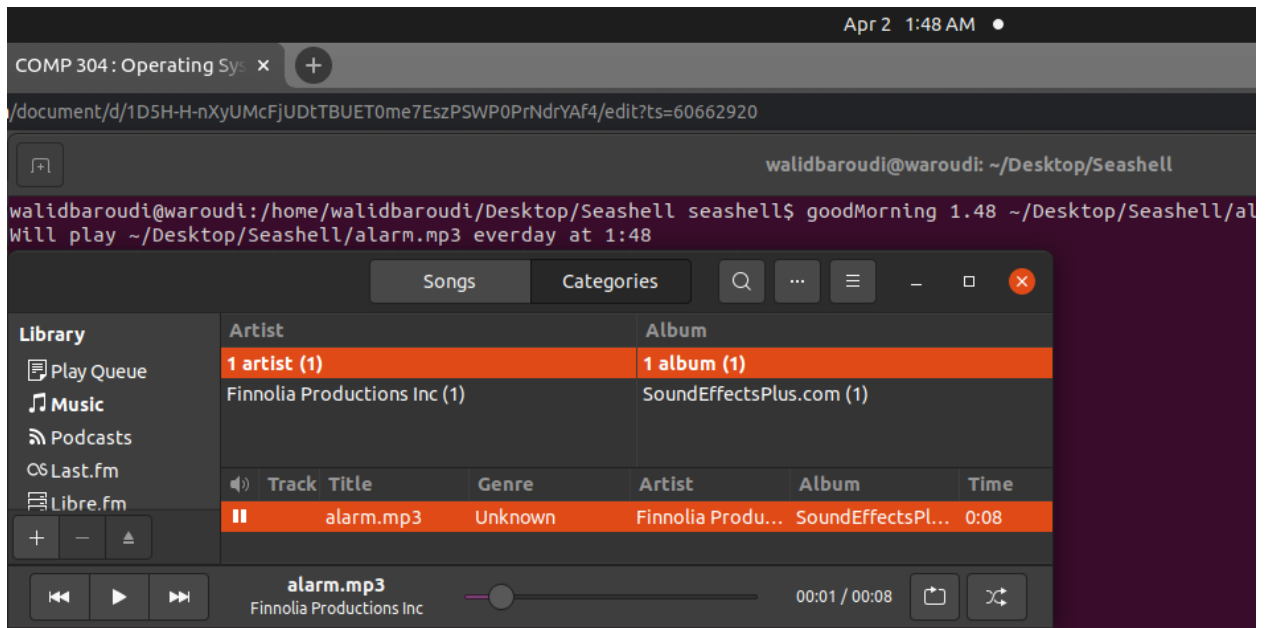 Apr 2 1:48 AM
COMP 304 : Operating Sys
/document/d/1D5H-H-nXyUMcFjUDtTBUET0me7EszPSWP0PrNdrYAf4/edit?ts=60662920
walidbaroudi@waroudi: ~/Desktop/Seashell
walidbaroudi@waroudi:/home/walidbaroudi/Desktop/Seashell seashell$ goodMorning 1.48 ~/Desktop/Seashell/al
Will play ~/Desktop/Seashell/alarm.mp3 everday at 1:48
Songs Categories
Library Artist Album
1 artist (1) 1 album (1)
Play Queue
Finnolia Productions Inc (1) SoundEffectsPlus.com (1)
Music
Podcasts
Last.fm
Track Title Genre Artist Album Time
Libre.fm
alarm.mp3 Unknown Finnolia Produ... SoundEffectsPl... 0:08
alarm.mp3
Finnolia Productions Inc
00:01 / 00:08